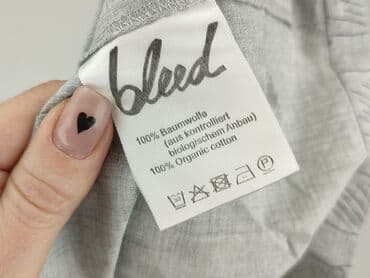 bleed
100% Baumwolle
(aus kontrolliert
biologischem Anbau)
100% Organic cotton